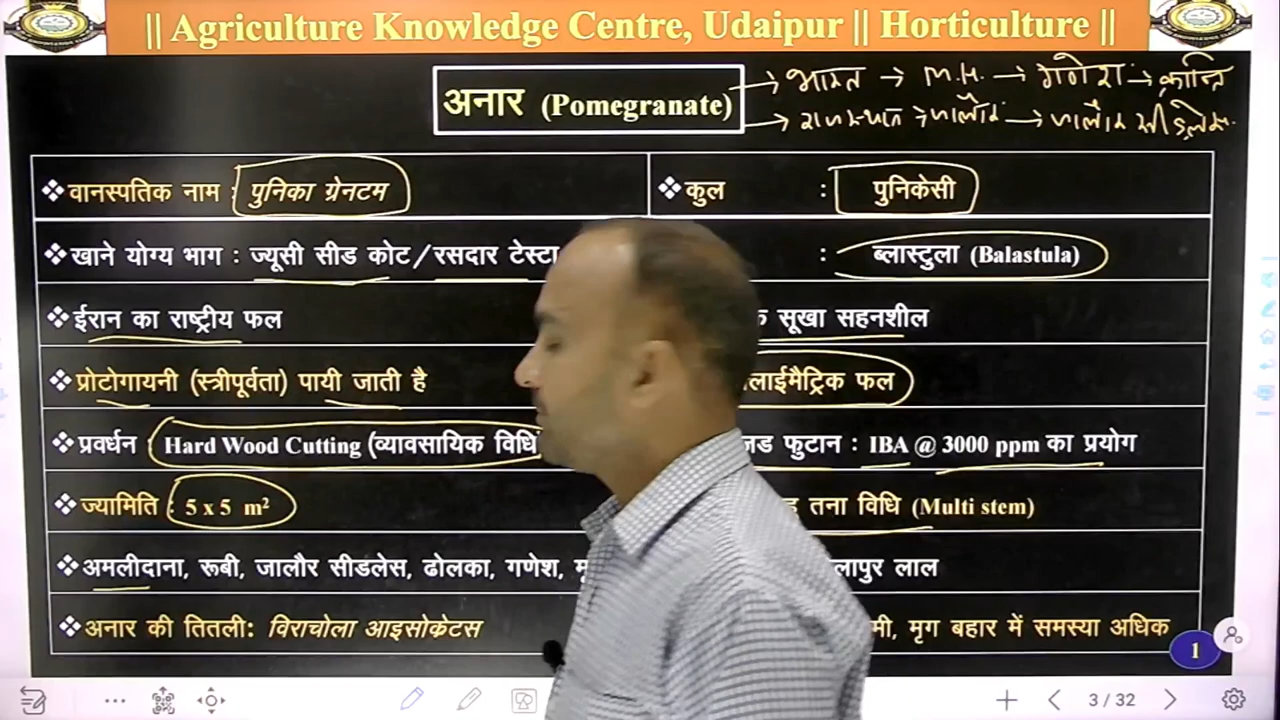 || Agriculture Knowledge Centre, Udaipur || Horticulture ||
अनार (Pomegranate)
→ भारत → M.H. → गणेश → क्रान्ति
→ राजस्थान → जालौर → जालौर सीडलेस
❖ वानस्पतिक नाम : पुनिका ग्रेनटम
❖ कुल : पुनिकेसी
❖ खाने योग्य भाग : ज्यूसी सीड कोट/रसदार टेस्टा
: ब्लास्टुला (Balastula)
❖ ईरान का राष्ट्रीय फल
सूखा सहनशील
❖ प्रोटोगायनी (स्त्रीपूर्वता) पायी जाती है
लाईमैट्रिक फल
❖ प्रवर्धन : Hard Wood Cutting (व्यावसायिक विधि
जड फुटान : IBA @ 3000 ppm का प्रयोग
❖ ज्यामिति : 5 x 5 m²
तना विधि (Multi stem)
❖ अमलीदाना, रूबी, जालौर सीडलेस, ढोलका, गणेश,
लापुर लाल
❖ अनार की तितली: विराचोला आइसोक्रेटस
मी, मृग बहार में समस्या अधिक
1
3 / 32